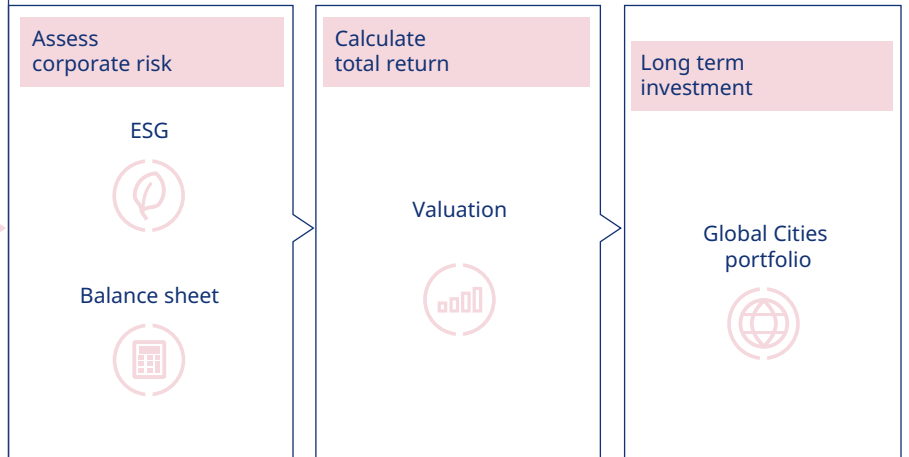 Assess
corporate risk
ESG
Balance sheet
Calculate
total return
Valuation
Long term
investment
Global Cities
portfolio